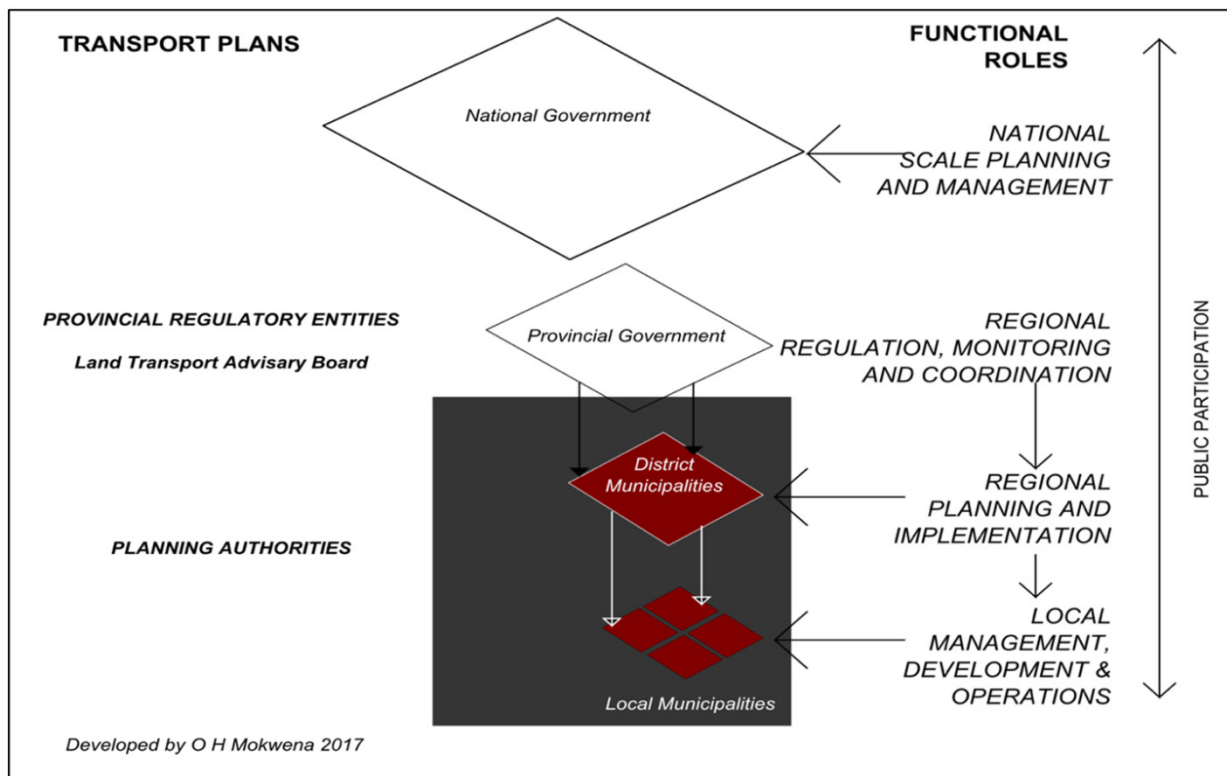 TRANSPORT PLANS
FUNCTIONAL
ROLES
National Government
NATIONAL
SCALE PLANNING
AND MANAGEMENT
PROVINCIAL REGULATORY ENTITIES
Land Transport Advisory Board
Provincial Government
REGIONAL
REGULATION, MONITORING
AND COORDINATION
PUBLIC PARTICIPATION
District
Municipalities
REGIONAL
PLANNING AND
IMPLEMENTATION
PLANNING AUTHORITIES
LOCAL
MANAGEMENT,
DEVELOPMENT &
OPERATIONS
Local Municipalities
Developed by O H Mokwena 2017